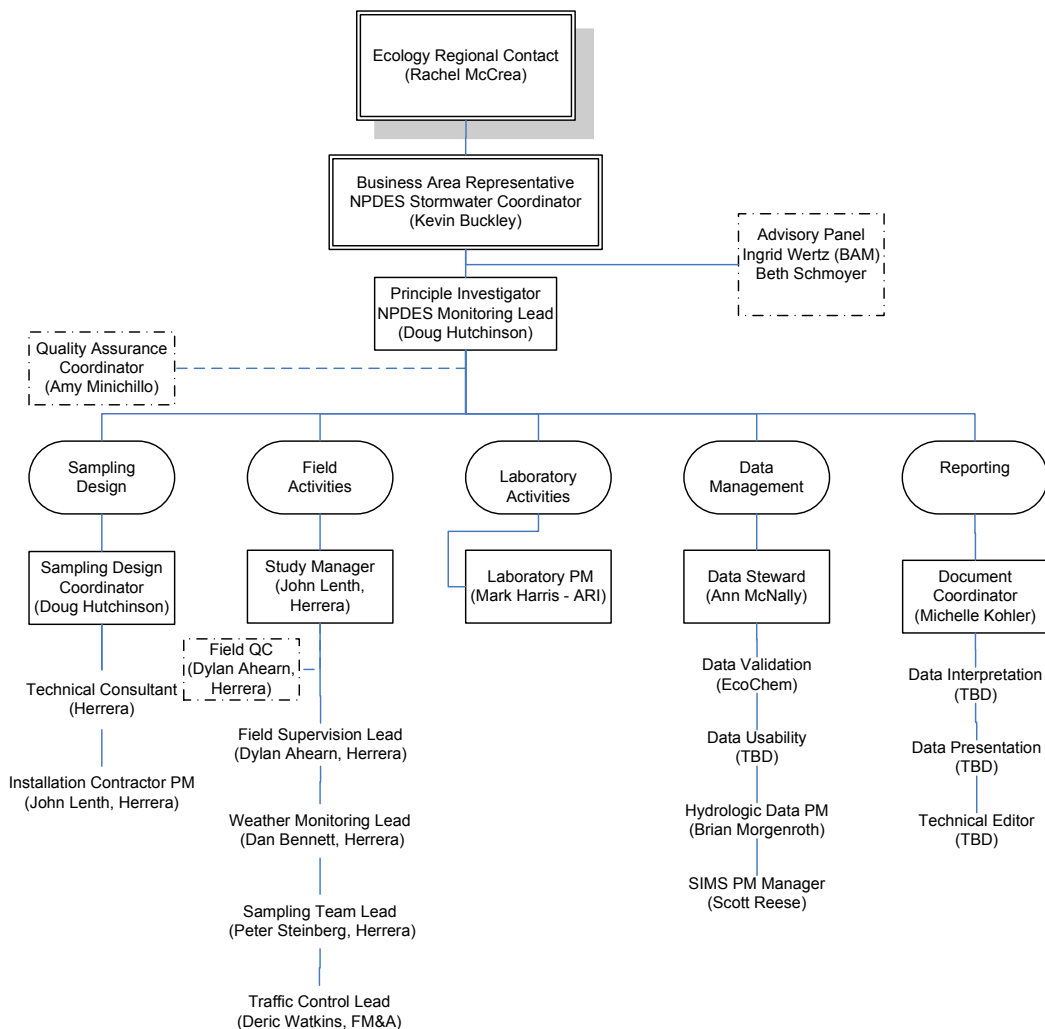 Ecology Regional Contact
(Rachel McCrea)
Business Area Representative
NPDES Stormwater Coordinator
(Kevin Buckley)
Advisory Panel
Ingrid Wertz (BAM)
Beth Schmoyer
Principle Investigator
NPDES Monitoring Lead
(Doug Hutchinson)
Quality Assurance
Coordinator
(Amy Minichillo)
Sampling
Design
Field
Activities
Laboratory
Activities
Data
Management
Reporting
Sampling Design
Coordinator
(Doug Hutchinson)
Technical Consultant
(Herrera)
Installation Contractor PM
(John Lenth, Herrera)
Study Manager
(John Lenth,
Herrera)
Field QC
(Dylan Ahearn,
Herrera)
Field Supervision Lead
(Dylan Ahearn, Herrera)
Weather Monitoring Lead
(Dan Bennett, Herrera)
Sampling Team Lead
(Peter Steinberg, Herrera)
Traffic Control Lead
(Deric Watkins, FM&A)
Laboratory PM
(Mark Harris - ARI)
Data Steward
(Ann McNally)
Data Validation
(EcoChem)
Data Usability
(TBD)
Hydrologic Data PM
(Brian Morgenroth)
SIMS PM Manager
(Scott Reese)
Document
Coordinator
(Michelle Kohler)
Data Interpretation
(TBD)
Data Presentation
(TBD)
Technical Editor
(TBD)